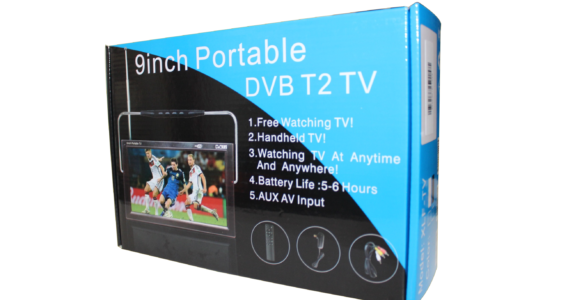 9inch Portable
DVB T2 TV
1.Free Watching TV!
2.Handheld TV!
3.Watching TV At Anytime
And Anywhere!
4.Battery Life :5-6 Hours
5.AUX AV Input